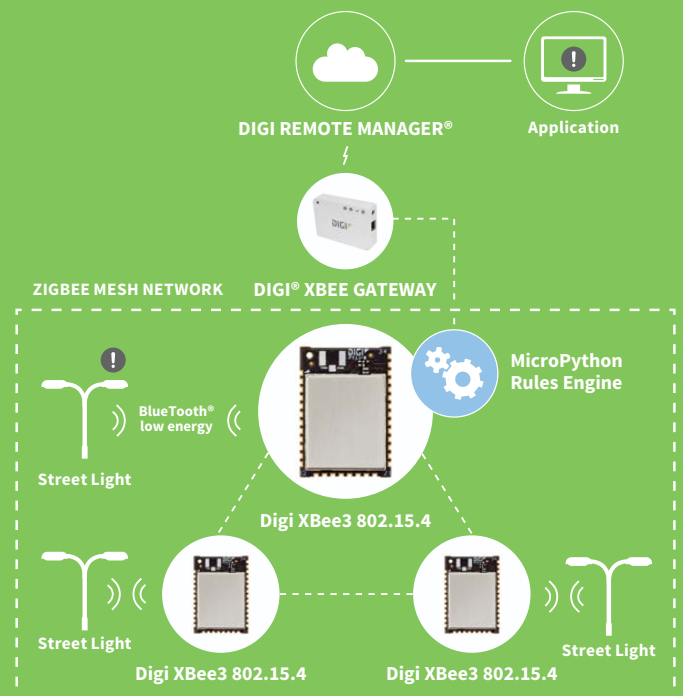 DIGI REMOTE MANAGER®
Application
DIGI
ZIGBEE MESH NETWORK
DIGI® XBEE GATEWAY
!
!
DIGI
MicroPython
Rules Engine
BlueTooth®
low energy
Street Light
Digi XBee3 802.15.4
Street Light
Street Light
Digi XBee3 802.15.4
Digi XBee3 802.15.4